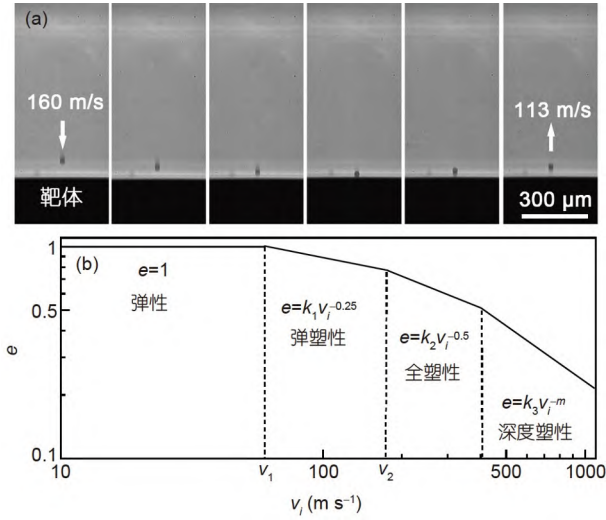 (a)
160 m/s
113 m/s
靶体
300 μm
(b)
1
0.5
0.1
e
e=1
弹性
e=k₁vᵢ⁻⁰·²⁵
弹塑性
e=k₂vᵢ⁻⁰·⁵
全塑性
e=k₃vᵢ⁻ᵐ
深度塑性
10
v₁
100
v₂
500
1000
vᵢ (m s⁻¹)